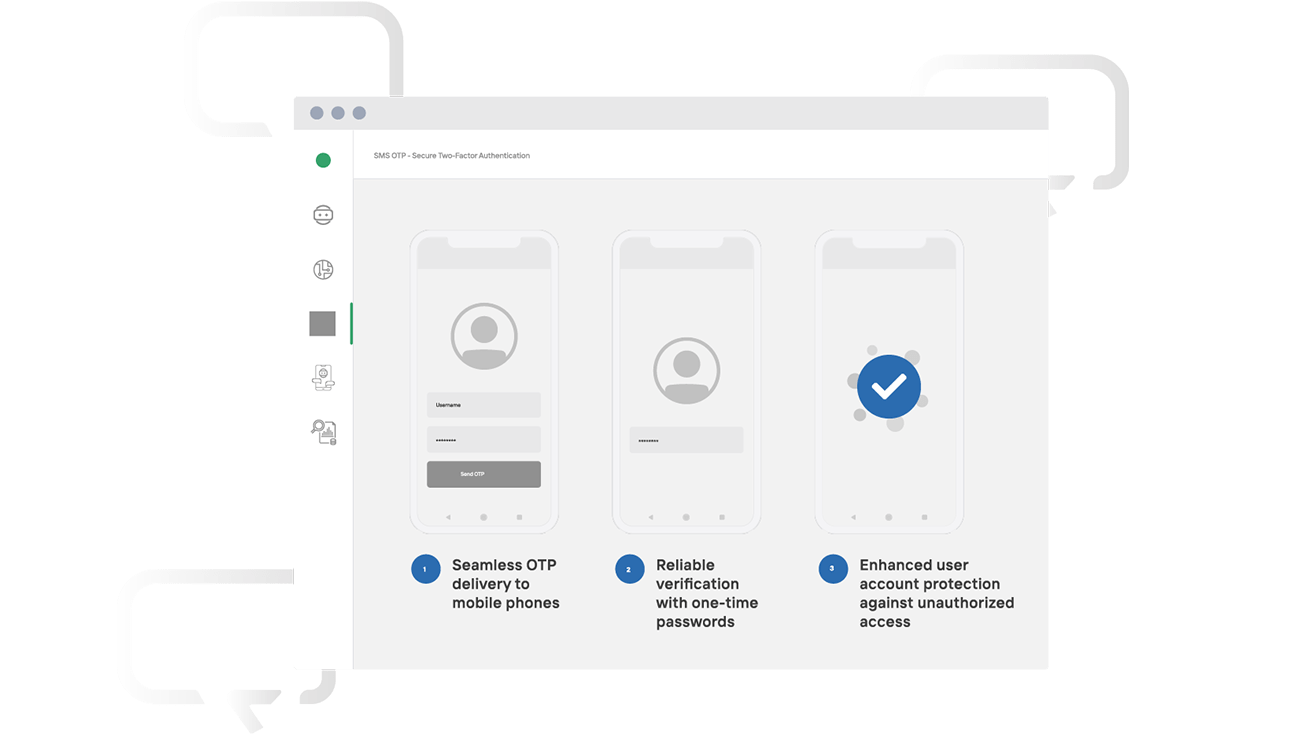 SMS OTP - Secure Two-Factor Authentication
Username
********
Send OTP
********
1
Seamless OTP
delivery to
mobile phones
2
Reliable
verification
with one-time
passwords
3
Enhanced user
account protection
against unauthorized
access